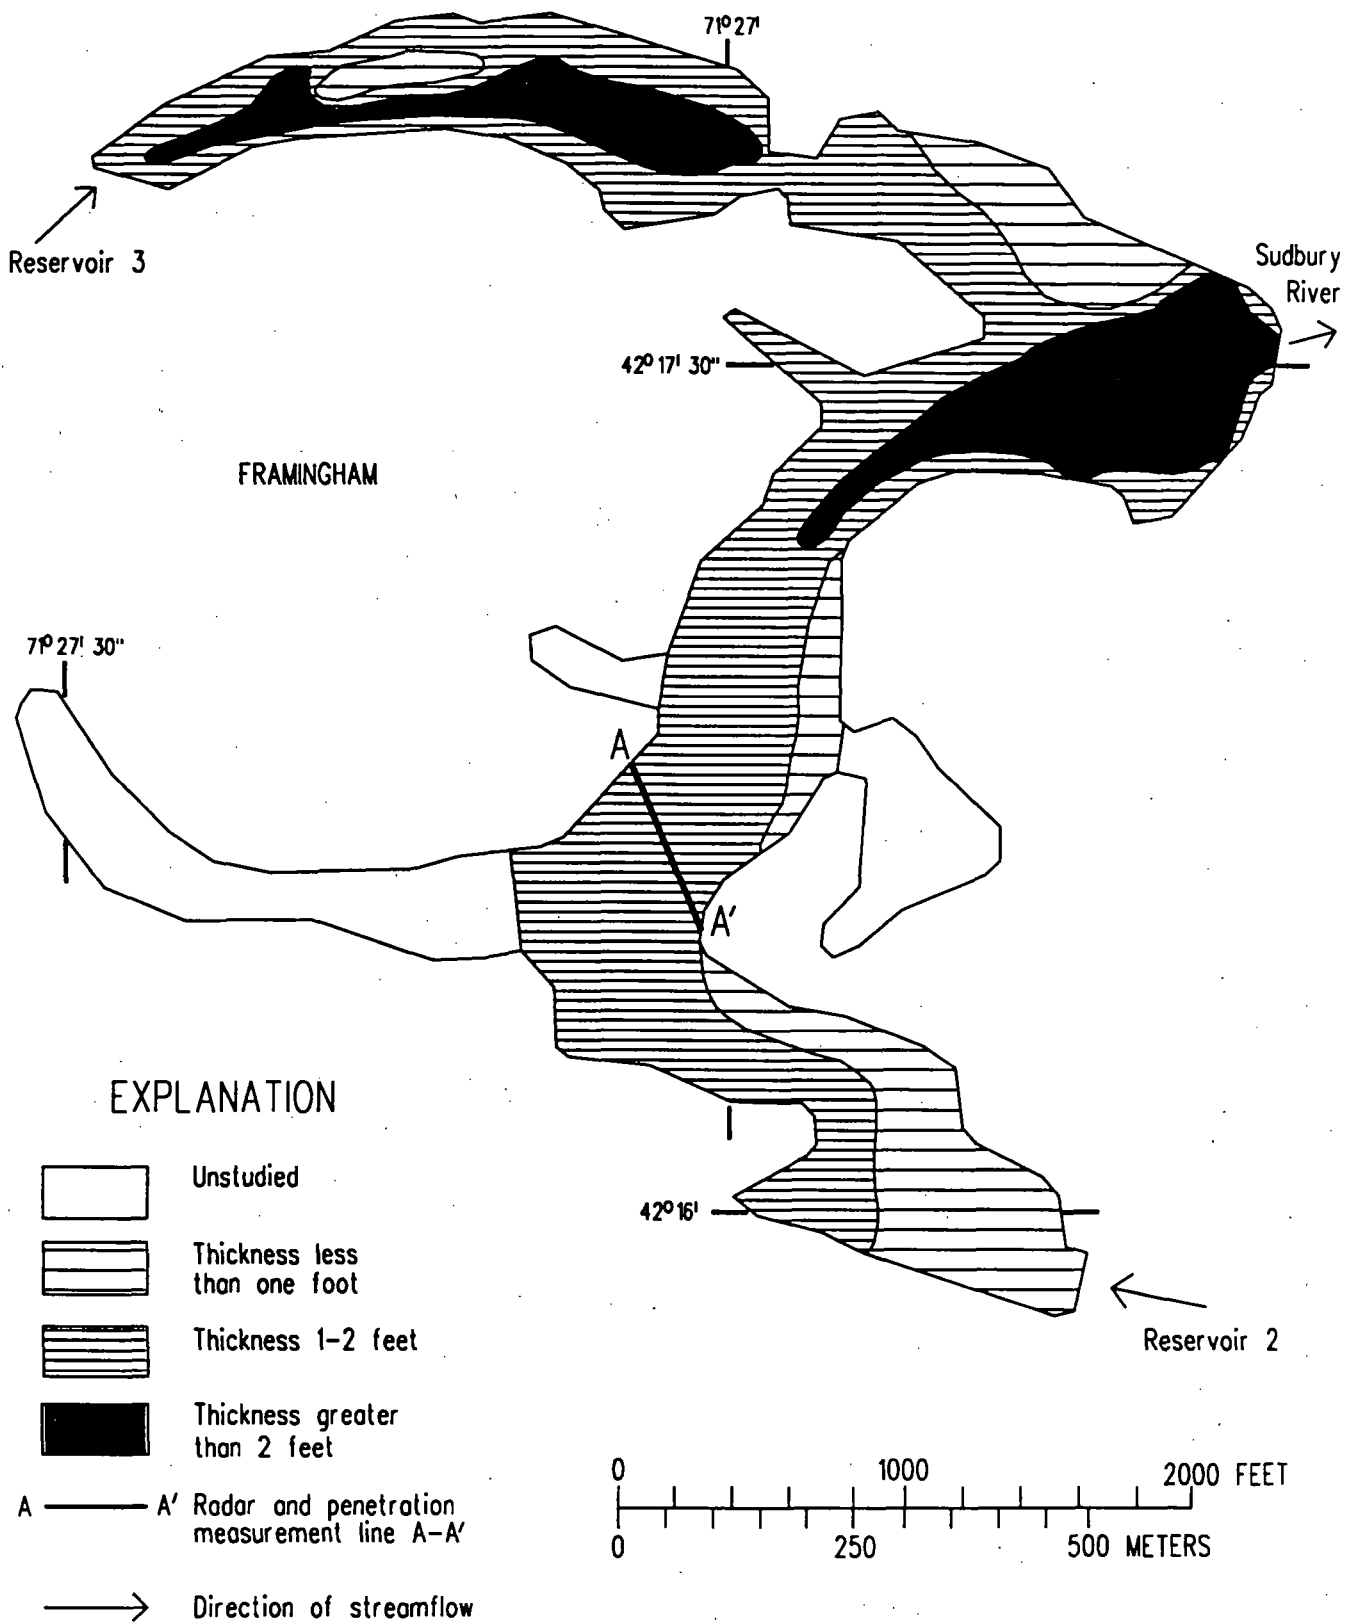 71° 27'
Reservoir 3
Sudbury
River
42° 17' 30"
FRAMINGHAM
71° 27' 30"
A
A'
EXPLANATION
Unstudied
Thickness less
than one foot
42° 16'
Thickness 1-2 feet
Reservoir 2
Thickness greater
than 2 feet
0 1000 2000 FEET
A A' Radar and penetration
measurement line A-A'
0 250 500 METERS
Direction of streamflow